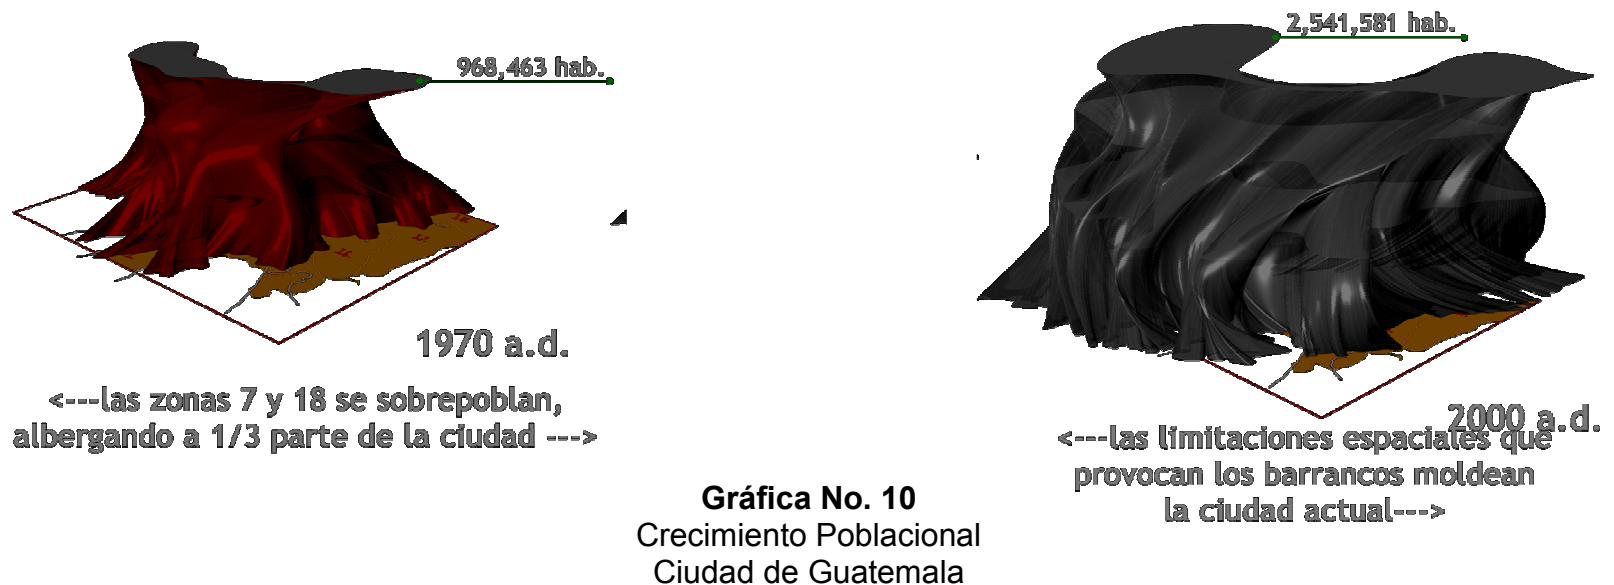 968,463 hab.
1970 a.d.
<---las zonas 7 y 18 se sobrepoblan,
albergando a 1/3 parte de la ciudad --->
2,541,581 hab.
2000 a.d.
<---las limitaciones espaciales que
provocan los barrancos moldean
la ciudad actual--->
Gráfica No. 10
Crecimiento Poblacional
Ciudad de Guatemala